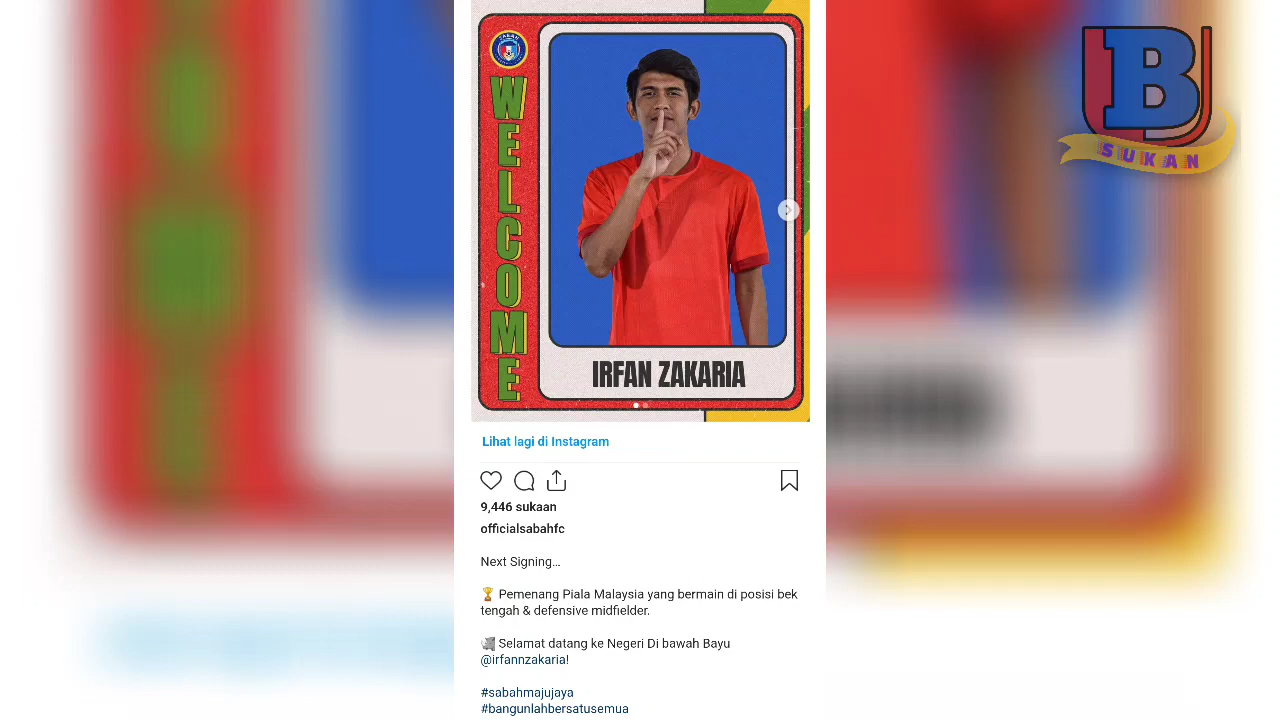 SABAH
WELCOME
IRFAN ZAKARIA
B
SUKAN
Lihat lagi di Instagram
9,446 sukaan
officialsabahfc
Next Signing...
🏆 Pemenang Piala Malaysia yang bermain di posisi bek
tengah & defensive midfielder.
Selamat datang ke Negeri Di bawah Bayu
@irfannzakaria!
#sabahmajujaya
#bangunlahbersatusemua